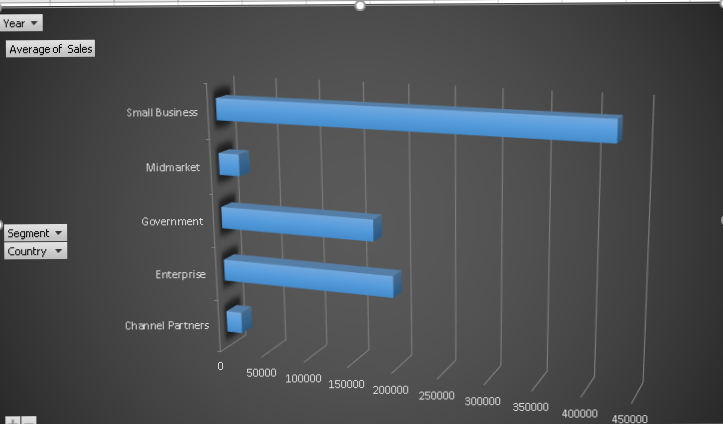 Year
Average of Sales
Small Business
Midmarket
Government
Segment
Country
Enterprise
Channel Partners
0
50000
100000
150000
200000
250000
300000
350000
400000
450000